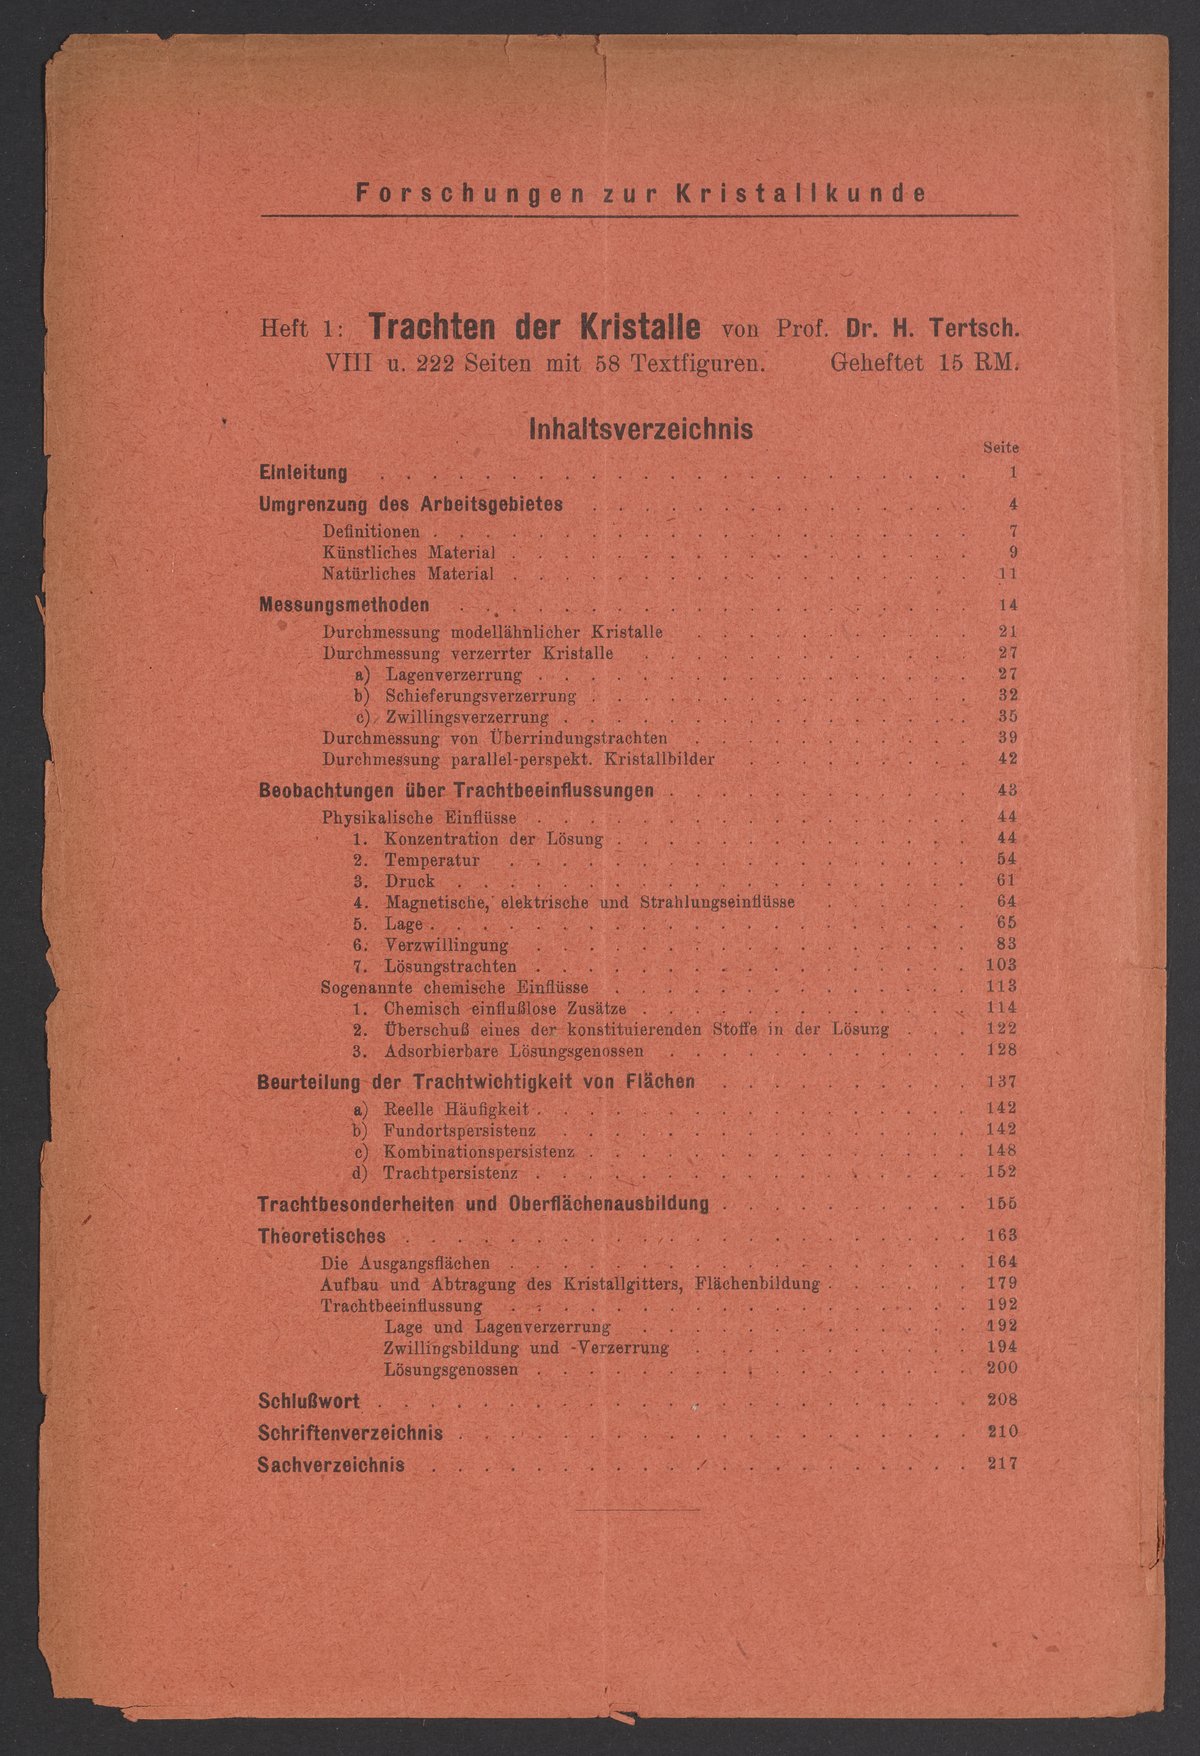 Forschungen zur Kristallkunde
Heft 1: Trachten der Kristalle von Prof. Dr. H. Tertsch.
VIII u. 222 Seiten mit 58 Textfiguren. Geheftet 15 RM.
Inhaltsverzeichnis
Seite
Einleitung . . . . . . . . . . 1
Umgrenzung des Arbeitsgebietes . . . . . . . . . . 4
Definitionen . . . . . . . . . . 7
Künstliches Material . . . . . . . . . . 9
Natürliches Material . . . . . . . . . . 11
Messungsmethoden . . . . . . . . . . 14
Durchmessung modellähnlicher Kristalle . . . . . . . . . . 21
Durchmessung verzerrter Kristalle . . . . . . . . . . 27
a) Lagenverzerrung . . . . . . . . . . 27
b) Schieferungsverzerrung . . . . . . . . . . 32
c) Zwillingsverzerrung . . . . . . . . . . 35
Durchmessung von Überrindungstrachten . . . . . . . . . . 39
Durchmessung parallel-perspekt. Kristallbilder . . . . . . . . . 42
Beobachtungen über Trachtbeeinflussungen . . . . . . . . . . 43
Physikalische Einflüsse . . . . . . . . . . 44
1. Konzentration der Lösung . . . . . . . . . . 44
2. Temperatur . . . . . . . . . . 54
3. Druck . . . . . . . . . . 61
4. Magnetische, elektrische und Strahlungseinflüsse . . . . . . 64
5. Lage . . . . . . . . . . 65
6. Verzwillingung . . . . . . . . . . 83
7. Lösungstrachten . . . . . . . . . . 103
Sogenannte chemische Einflüsse . . . . . . . . . . 113
1. Chemisch einflußlose Zusätze . . . . . . . . . . 114
2. Überschuß eines der konstituierenden Stoffe in der Lösung . . . 122
3. Adsorbierbare Lösungsgenossen . . . . . . . . . . 128
Beurteilung der Trachtwichtigkeit von Flächen . . . . . . . . . . 137
a) Reelle Häufigkeit . . . . . . . . . . 142
b) Fundortspersistenz . . . . . . . . . . 142
c) Kombinationspersistenz . . . . . . . . . . 148
d) Trachtpersistenz . . . . . . . . . . 152
Trachtbesonderheiten und Oberflächenausbildung . . . . . . . . . . 155
Theoretisches . . . . . . . . . . 163
Die Ausgangsflächen . . . . . . . . . . 164
Aufbau und Abtragung des Kristallgitters, Flächenbildung . . . . . . 179
Trachtbeeinflussung . . . . . . . . . . 192
Lage und Lagenverzerrung . . . . . . . . . . 192
Zwillingsbildung und -Verzerrung . . . . . . . . . . 194
Lösungsgenossen . . . . . . . . . . 200
Schlußwort . . . . . . . . . . 208
Schriftenverzeichnis . . . . . . . . . . 210
Sachverzeichnis . . . . . . . . . . 217